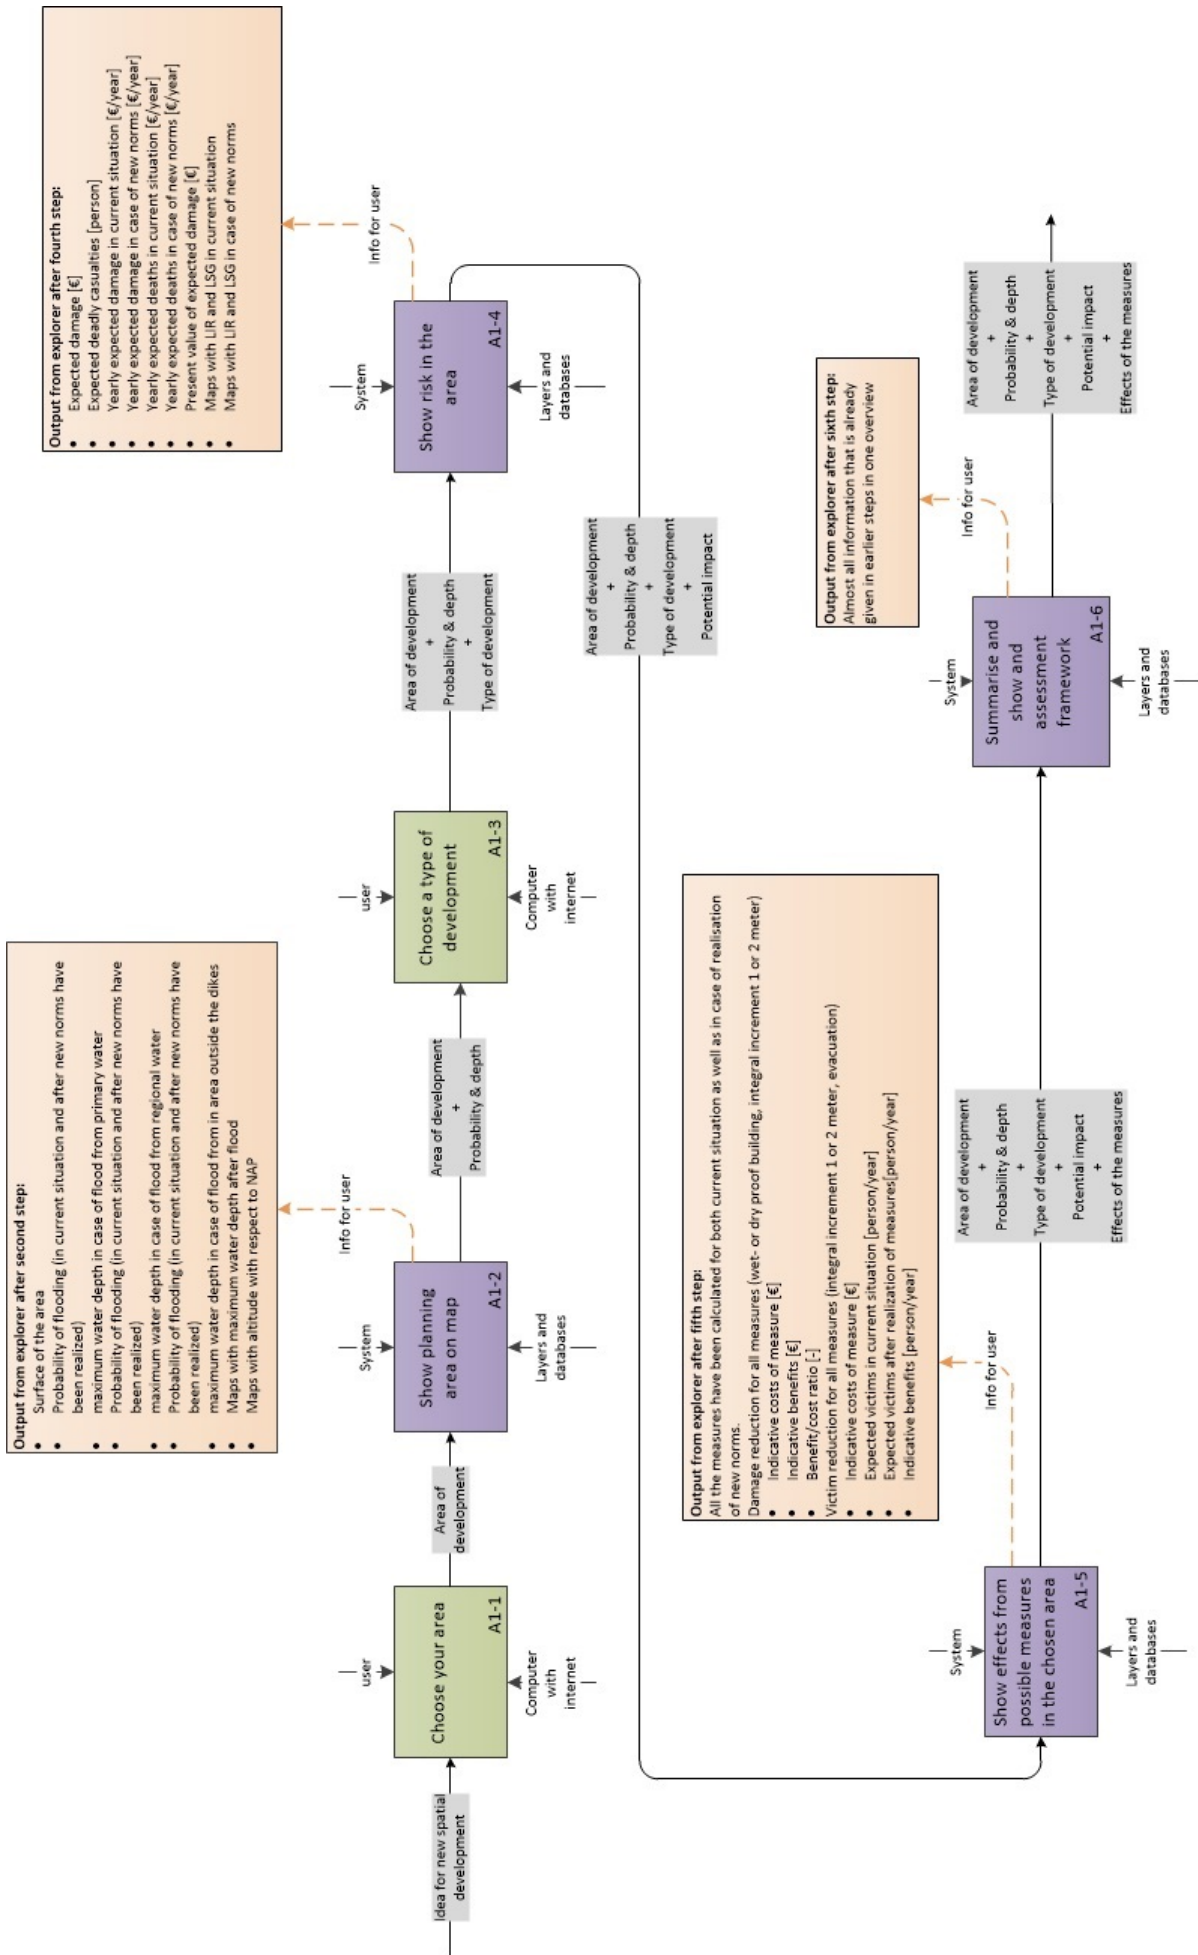 Output from explorer after second step:
• Surface of the area
• Probability of flooding (in current situation and after new norms have
been realized)
• maximum water depth in case of flood from primary water
• Probability of flooding (in current situation and after new norms have
been realized)
• maximum water depth in case of flood from regional water
• Probability of flooding (in current situation and after new norms have
been realized)
• maximum water depth in case of flood from in area outside the dikes
• Maps with maximum water depth after flood
• Maps with altitude with respect to NAP
Output from explorer after fourth step:
• Expected damage [€]
• Expected deadly casualties [person]
• Yearly expected damage in current situation [€/year]
• Yearly expected damage in case of new norms [€/year]
• Yearly expected deaths in current situation [€/year]
• Yearly expected deaths in case of new norms [€/year]
• Present value of expected damage [€]
• Maps with LIR and LSG in current situation
• Maps with LIR and LSG in case of new norms
Info for user
Info for user
Idea for new spatial
development
user
Choose your area
A1-1
Computer
with
internet
Area of
development
System
Show planning
area on map
A1-2
Layers and
databases
Area of development
+
Probability & depth
user
Choose a type of
development
A1-3
Computer
with
internet
Area of development
+
Probability & depth
+
Type of development
System
Show risk in the
area
A1-4
Layers and
databases
Area of development
+
Probability & depth
+
Type of development
+
Potential impact
Output from explorer after fifth step:
All the measures have been calculated for both current situation as well as in case of realisation
of new norms.
Damage reduction for all measures (wet- or dry proof building, integral increment 1 or 2 meter)
• Indicative costs of measure [€]
• Indicative benefits [€]
• Benefit/cost ratio [-]
Victim reduction for all measures (integral increment 1 or 2 meter, evacuation)
• Indicative costs of measure [€]
• Expected victims in current situation [person/year]
• Expected victims after realization of measures[person/year]
• Indicative benefits [person/year]
Output from explorer after sixth step:
Almost all information that is already
given in earlier steps in one overview
Info for user
Info for user
System
Show effects from
possible measures
in the chosen area
A1-5
Layers and
databases
Area of development
+
Probability & depth
+
Type of development
+
Potential impact
+
Effects of the measures
System
Summarise and
show and
assessment
framework
A1-6
Layers and
databases
Area of development
+
Probability & depth
+
Type of development
+
Potential impact
+
Effects of the measures